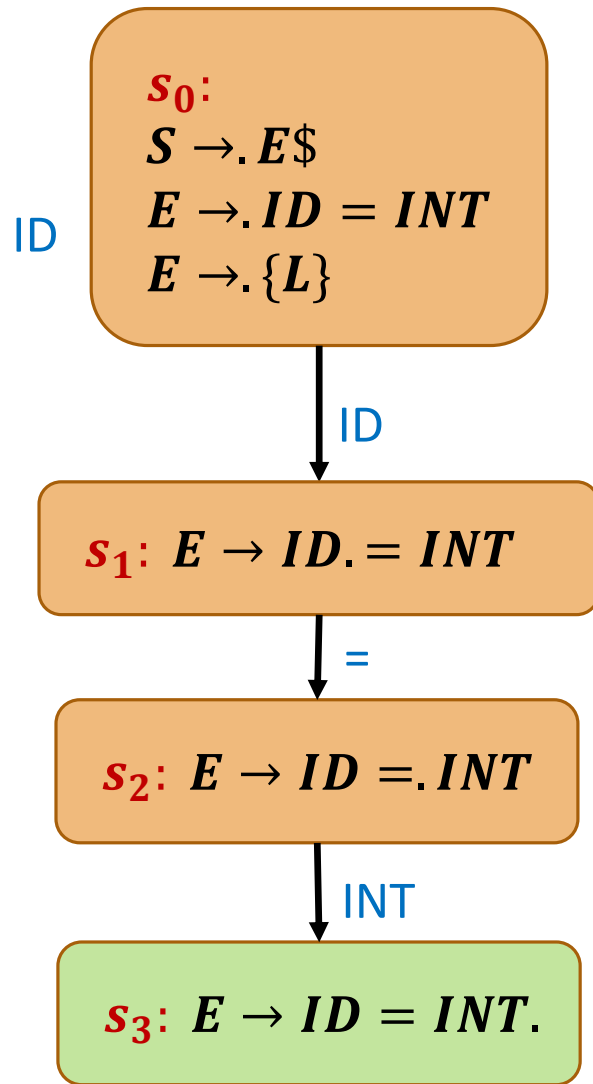 s₀:
S →. E$
E →. ID = INT
E →. {L}
ID
ID
s₁: E → ID. = INT
=
s₂: E → ID =. INT
INT
s₃: E → ID = INT.